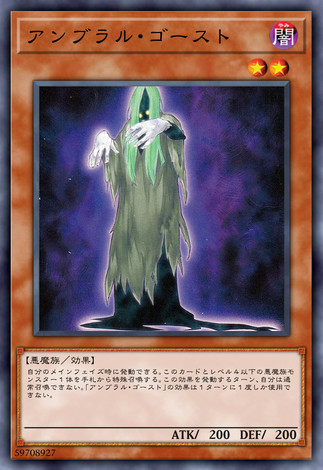 アンブラル・ゴースト
闇
やみ
【悪魔族／効果】
自分のメインフェイズ時に発動できる。このカードとレベル４以下の悪魔族モ
ンスター１体を手札から特殊召喚する。この効果を発動するターン、自分は通
常召喚できない。「アンブラル・ゴースト」の効果は１ターンに１度しか使用で
きない。
ATK/ 200 DEF/ 200
59708927